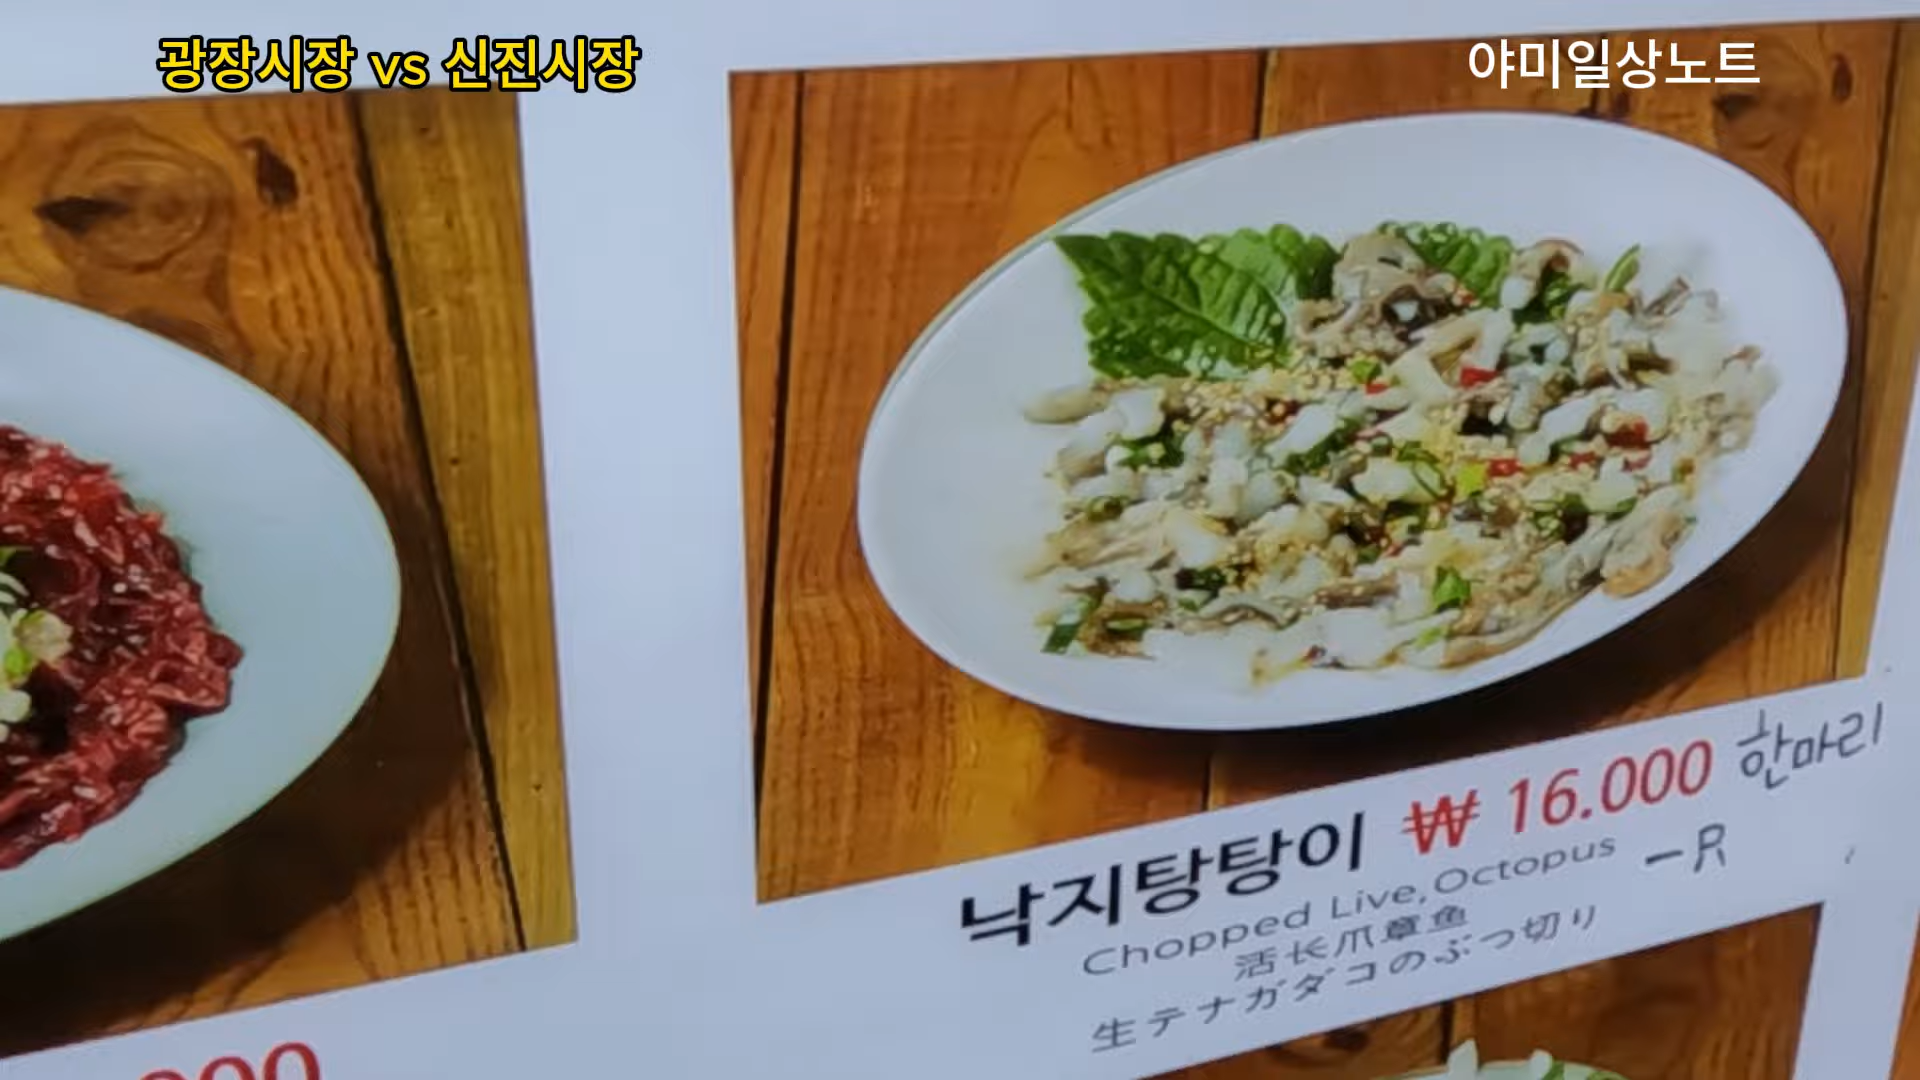 광장시장 vs 신진시장
야미일상노트
낙지탕탕이 ₩ 16.000 한마리
Chopped Live, Octopus
活长爪章鱼
生テナガダコのぶつ切り
000